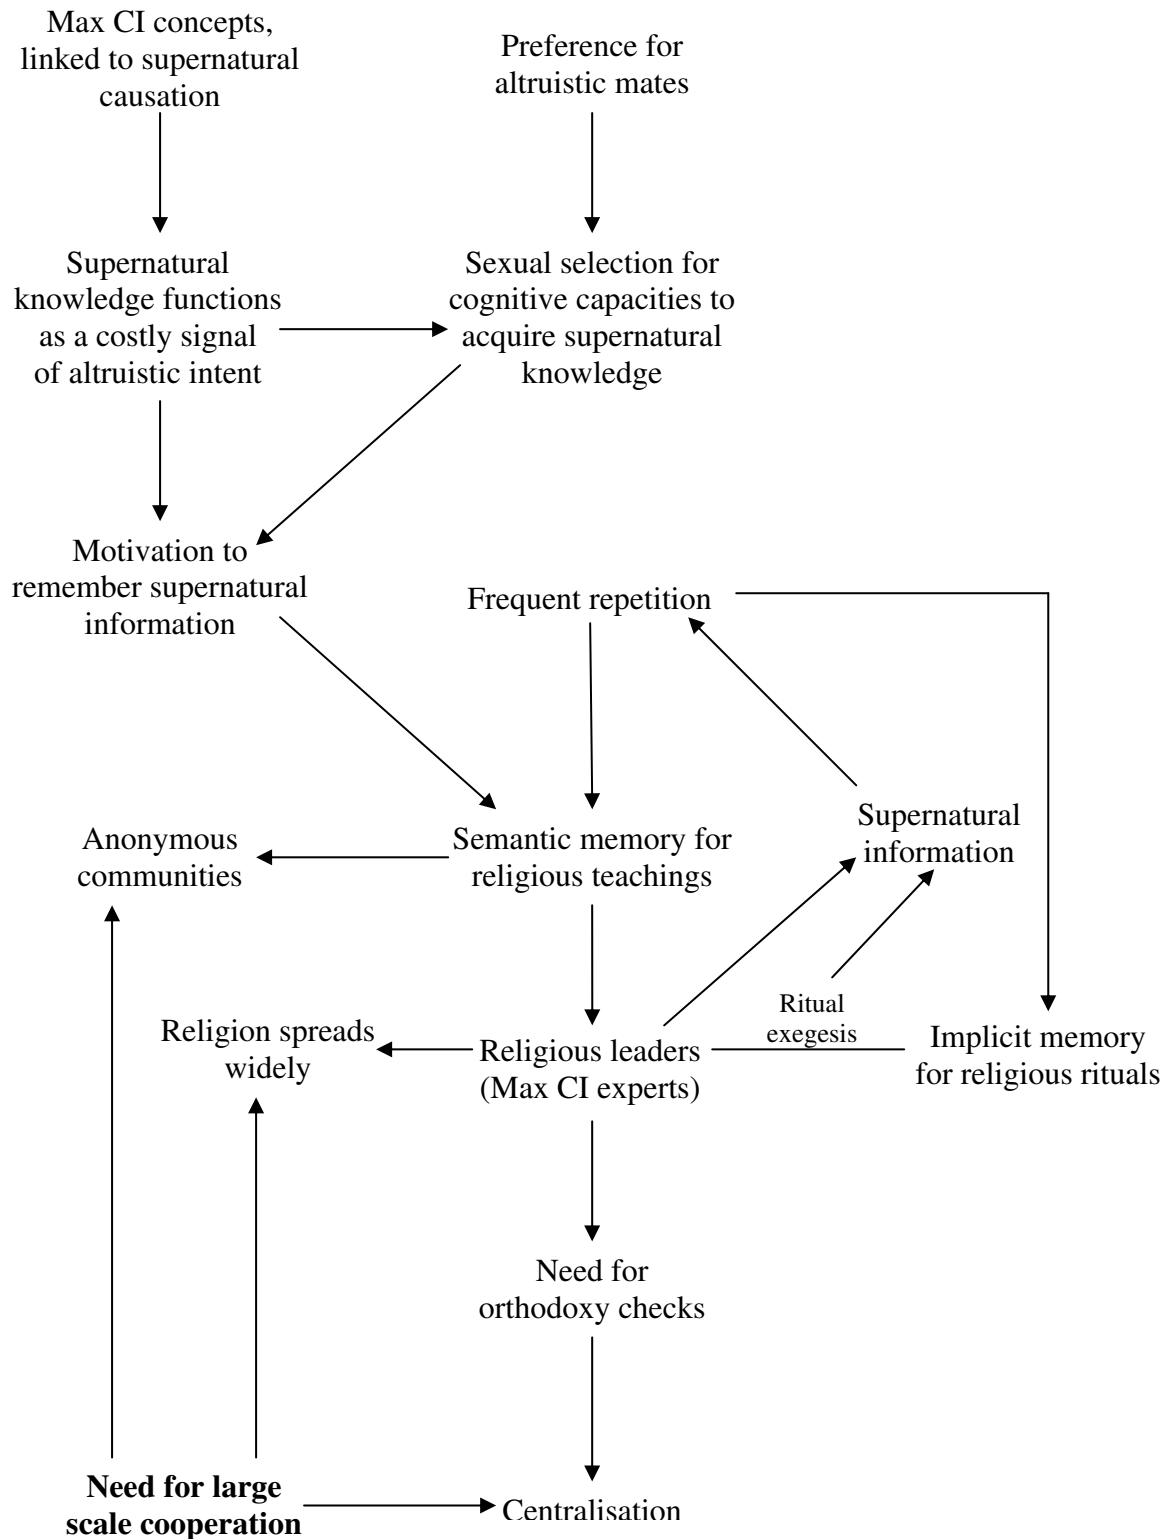 Max CI concepts,
linked to supernatural
causation
Preference for
altruistic mates
Supernatural
knowledge functions
as a costly signal
of altruistic intent
Sexual selection for
cognitive capacities to
acquire supernatural
knowledge
Motivation to
remember supernatural
information
Frequent repetition
Anonymous
communities
Semantic memory for
religious teachings
Supernatural
information
Religion spreads
widely
Religious leaders
(Max CI experts)
Ritual
exegesis
Implicit memory
for religious rituals
Need for
orthodoxy checks
Need for large
scale cooperation
Centralisation